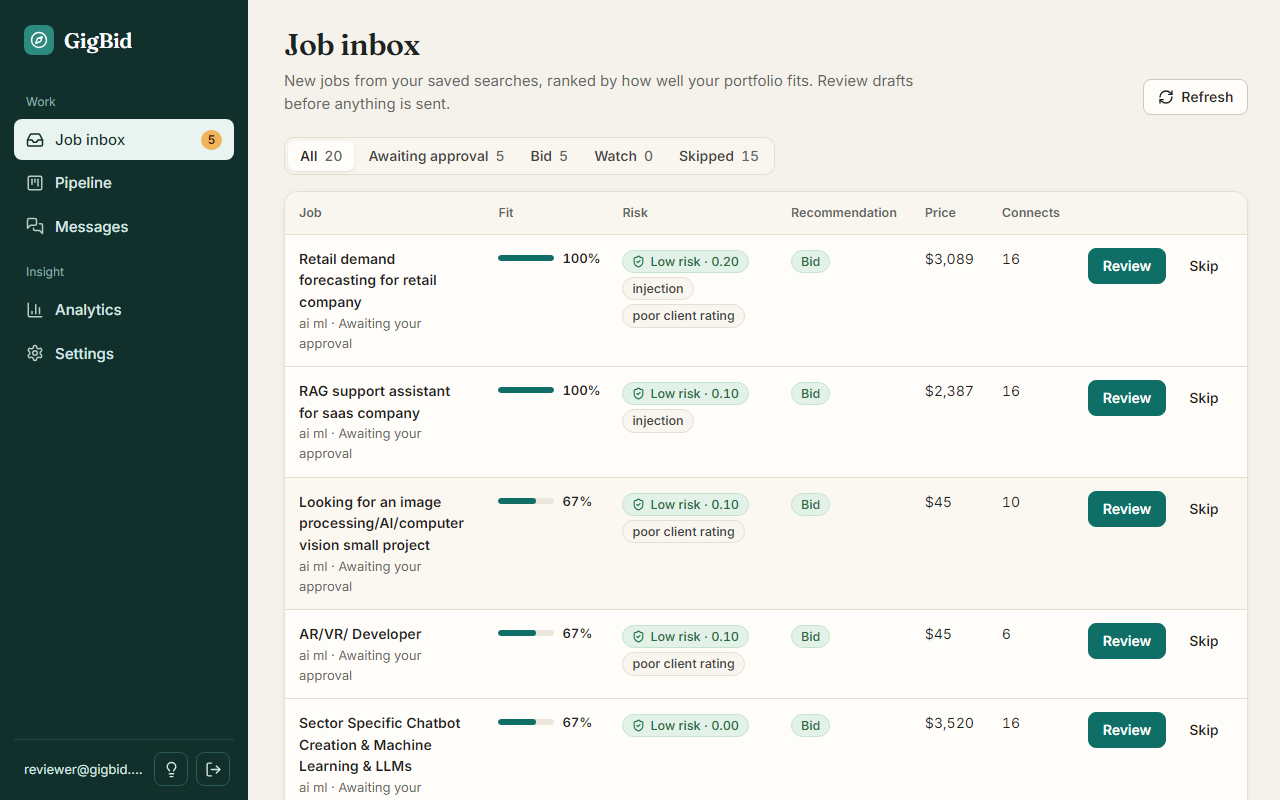 GigBid
Work
Job inbox 5
Pipeline
Messages
Insight
Analytics
Settings
reviewer@gigbid....
Job inbox
New jobs from your saved searches, ranked by how well your portfolio fits. Review drafts
before anything is sent.
Refresh
All 20 Awaiting approval 5 Bid 5 Watch 0 Skipped 15
Job Fit Risk Recommendation Price Connects
Retail demand
forecasting for retail
company
ai ml · Awaiting your
approval
100%
Low risk · 0.20
injection
poor client rating
Bid
$3,089
16
Review
Skip
RAG support assistant
for saas company
ai ml · Awaiting your
approval
100%
Low risk · 0.10
injection
Bid
$2,387
16
Review
Skip
Looking for an image
processing/AI/computer
vision small project
ai ml · Awaiting your
approval
67%
Low risk · 0.10
poor client rating
Bid
$45
10
Review
Skip
AR/VR/ Developer
ai ml · Awaiting your
approval
67%
Low risk · 0.10
poor client rating
Bid
$45
6
Review
Skip
Sector Specific Chatbot
Creation & Machine
Learning & LLMs
ai ml · Awaiting your
67%
Low risk · 0.00
Bid
$3,520
16
Review
Skip